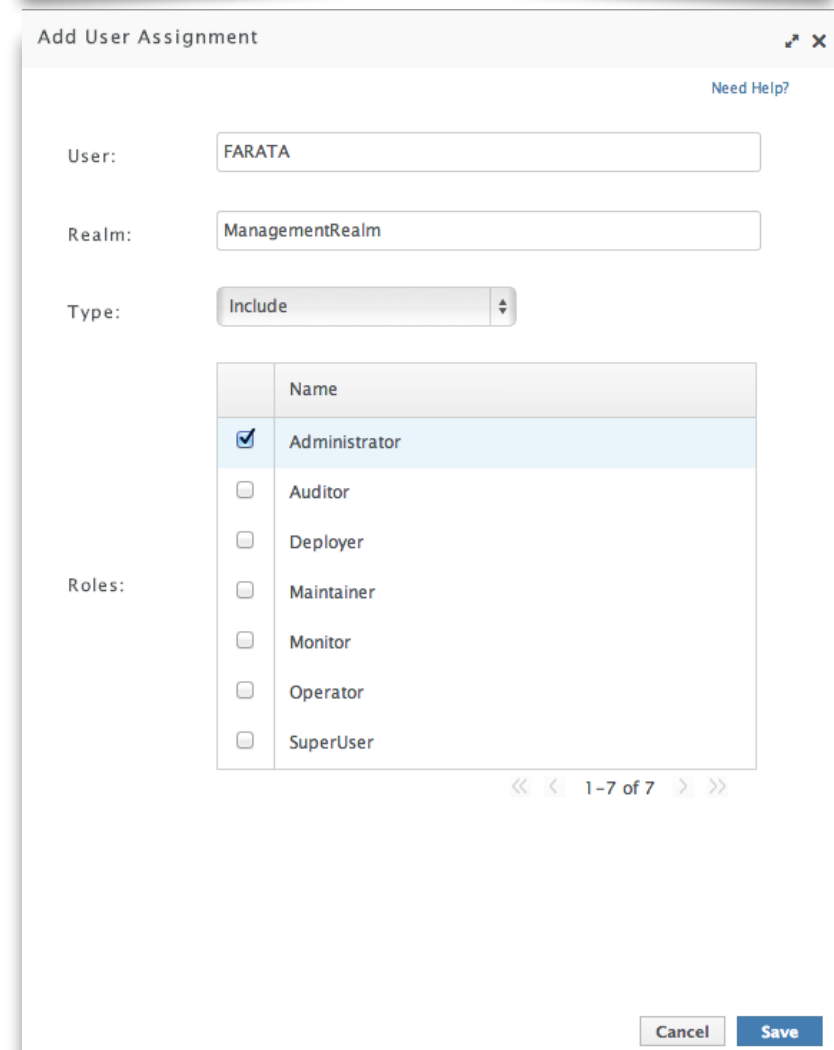 Add User Assignment
Need Help?
User: FARATA
Realm: ManagementRealm
Type: Include
Name
Administrator
Auditor
Deployer
Roles: Maintainer
Monitor
Operator
SuperUser
« < 1-7 of 7 > »
Cancel Save